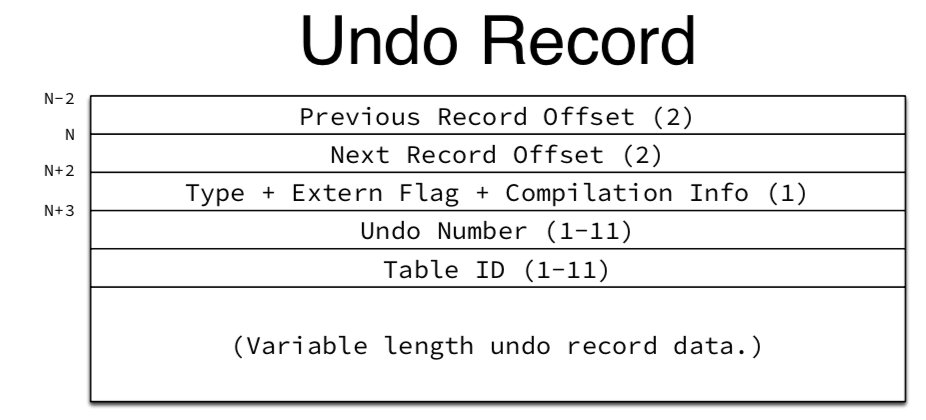 Undo Record
N-2
Previous Record Offset (2)
N
Next Record Offset (2)
N+2
Type + Extern Flag + Compilation Info (1)
N+3
Undo Number (1-11)
Table ID (1-11)
(Variable length undo record data.)